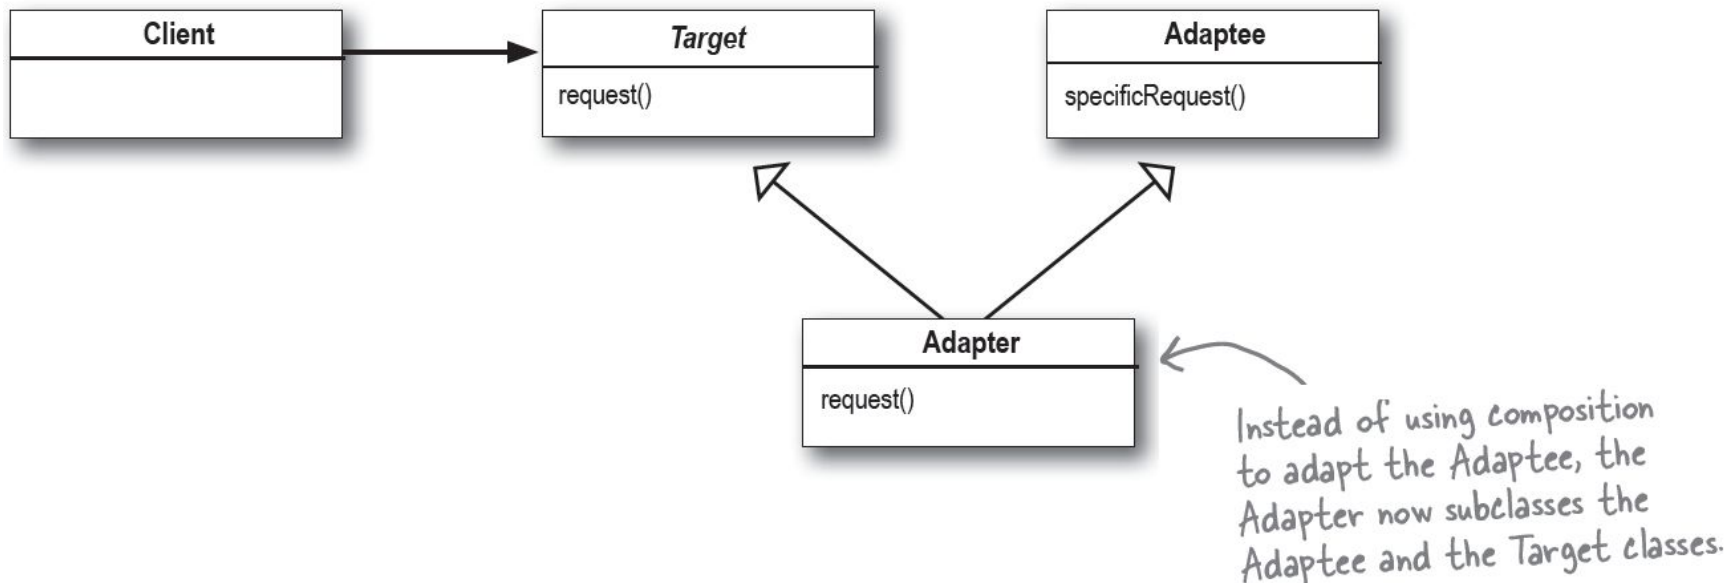 Client
Target
request()
Adaptee
specificRequest()
Adapter
request()
Instead of using composition
to adapt the Adaptee, the
Adapter now subclasses the
Adaptee and the Target classes.